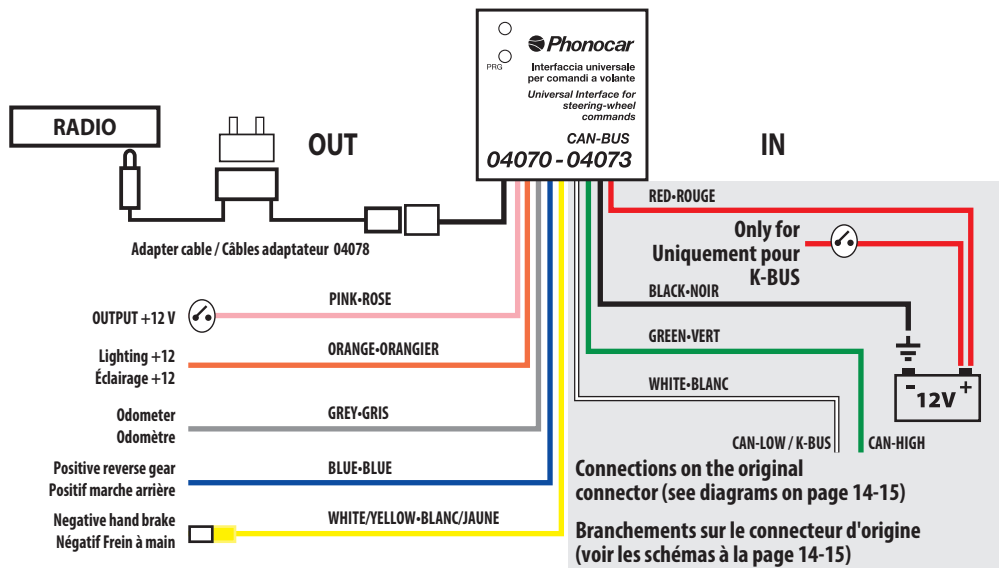 Phonocar
PRG
Interfaccia universale
per comandi a volante
Universal Interface for
steering-wheel
commands
CAN-BUS
04070 - 04073
RADIO
OUT
IN
Adapter cable / Câbles adaptateur 04078
RED•ROUGE
Only for
Uniquement pour
K-BUS
BLACK•NOIR
GREEN•VERT
WHITE•BLANC
- +
12V
CAN-LOW / K-BUS
CAN-HIGH
OUTPUT +12 V
PINK•ROSE
Lighting +12
Éclairage +12
ORANGE•ORANGIER
Odometer
Odomètre
GREY•GRIS
Positive reverse gear
Positif marche arrière
BLUE•BLUE
Negative hand brake
Négatif Frein à main
WHITE/YELLOW•BLANC/JAUNE
Connections on the original
connector (see diagrams on page 14-15)
Branchements sur le connecteur d'origine
(voir les schémas à la page 14-15)